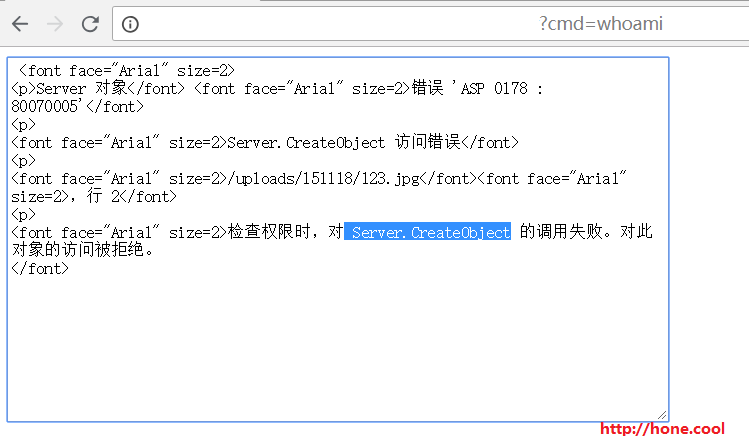 ?cmd=whoami
<font face="Arial" size=2>
<p>Server 对象</font> <font face="Arial" size=2>错误 'ASP 0178 :
80070005'</font>
<p>
<font face="Arial" size=2>Server.CreateObject 访问错误</font>
<p>
<font face="Arial" size=2>/uploads/151118/123.jpg</font><font face="Arial"
size=2>，行 2</font>
<p>
<font face="Arial" size=2>检查权限时，对 Server.CreateObject 的调用失败。对此
对象的访问被拒绝。
</font>
http://hone.cool